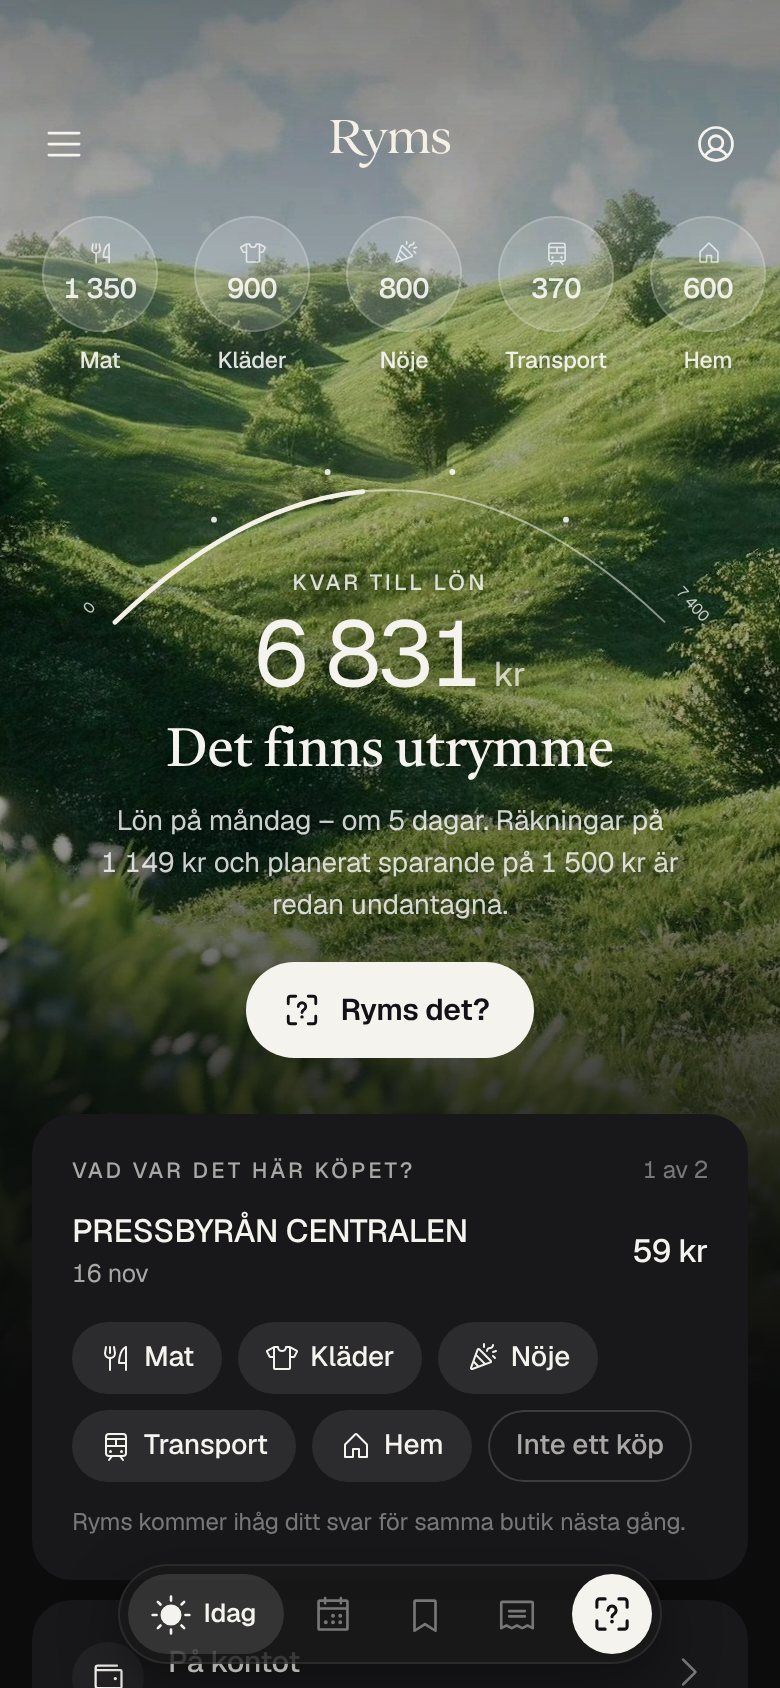 Ryms
1 350
900
800
370
600
Mat
Kläder
Nöje
Transport
Hem
0
7 400
KVAR TILL LÖN
6 831 kr
Det finns utrymme
Lön på måndag – om 5 dagar. Räkningar på
1 149 kr och planerat sparande på 1 500 kr är
redan undantagna.
Ryms det?
VAD VAR DET HÄR KÖPET?
1 av 2
PRESSBYRÅN CENTRALEN
59 kr
16 nov
Mat
Kläder
Nöje
Transport
Hem
Inte ett köp
Ryms kommer ihåg ditt svar för samma butik nästa gång.
Idag
På kontot